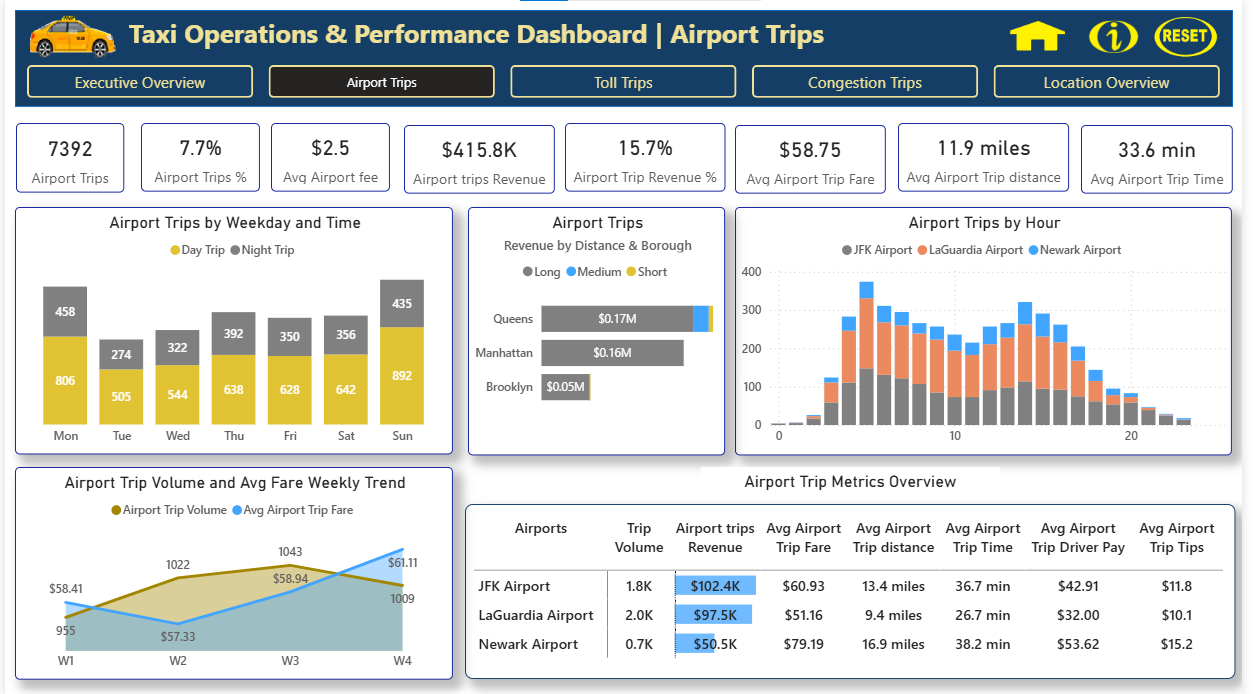 Taxi Operations & Performance Dashboard | Airport Trips
RESET
Executive Overview
Airport Trips
Toll Trips
Congestion Trips
Location Overview
7392
Airport Trips
7.7%
Airport Trips %
$2.5
Avg Airport fee
$415.8K
Airport trips Revenue
15.7%
Airport Trip Revenue %
$58.75
Avg Airport Trip Fare
11.9 miles
Avg Airport Trip distance
33.6 min
Avg Airport Trip Time
Airport Trips by Weekday and Time
Day Trip Night Trip
458 274 322 392 350 356 435
806 505 544 638 628 642 892
Mon Tue Wed Thu Fri Sat Sun
Airport Trips
Revenue by Distance & Borough
Long Medium Short
Queens $0.17M
Manhattan $0.16M
Brooklyn $0.05M
Airport Trips by Hour
JFK Airport LaGuardia Airport Newark Airport
400
300
200
100
0
0 10 20
Airport Trip Volume and Avg Fare Weekly Trend
Airport Trip Volume Avg Airport Trip Fare
$58.41 1022 1043 $61.11
955 $57.33 $58.94 1009
W1 W2 W3 W4
Airport Trip Metrics Overview
Airports Trip Volume Airport trips Revenue Avg Airport Trip Fare Avg Airport Trip distance Avg Airport Trip Time Avg Airport Trip Driver Pay Avg Airport Trip Tips
JFK Airport 1.8K $102.4K $60.93 13.4 miles 36.7 min $42.91 $11.8
LaGuardia Airport 2.0K $97.5K $51.16 9.4 miles 26.7 min $32.00 $10.1
Newark Airport 0.7K $50.5K $79.19 16.9 miles 38.2 min $53.62 $15.2